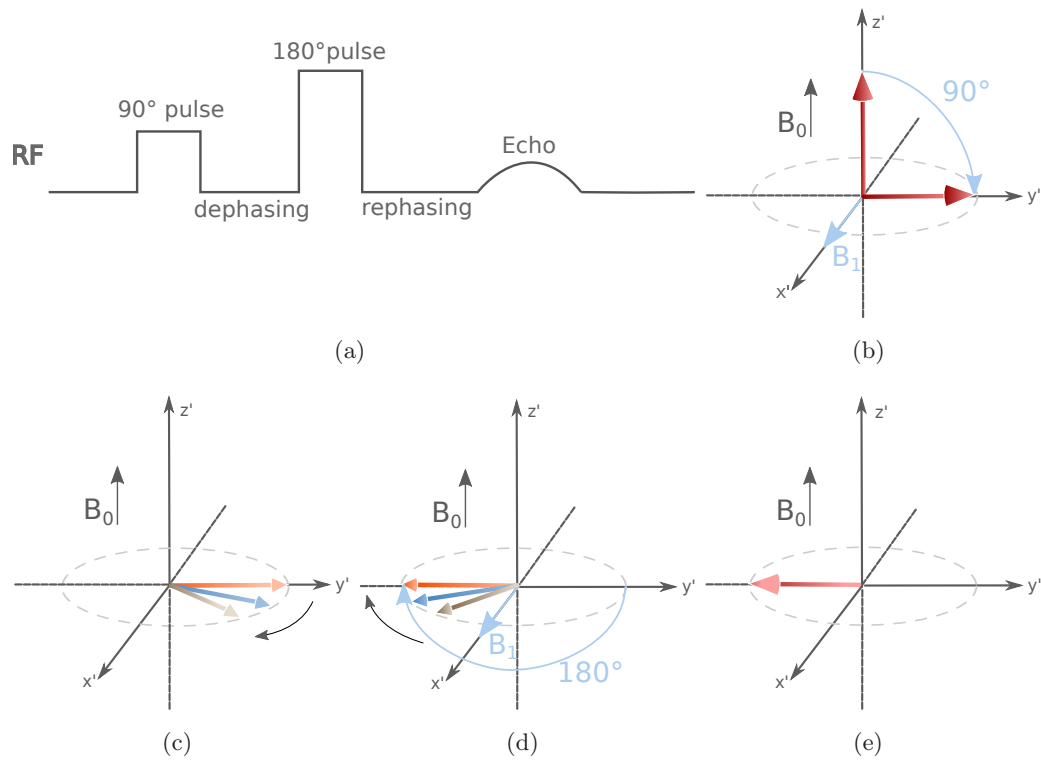 180°pulse
90° pulse
RF
Echo
dephasing
rephasing
(a)
z'
90°
B0
y'
B1
x'
(b)
z'
B0
y'
x'
(c)
z'
B0
y'
B1
x'
180°
(d)
z'
B0
y'
x'
(e)